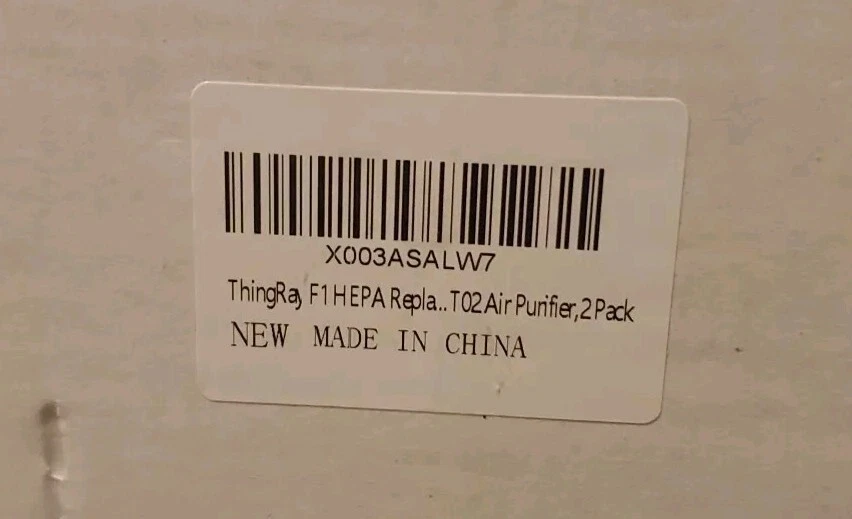 X003ASALW7
ThingRay F1 HEPA Repla...T02 Air Purifier,2 Pack
NEW MADE IN CHINA